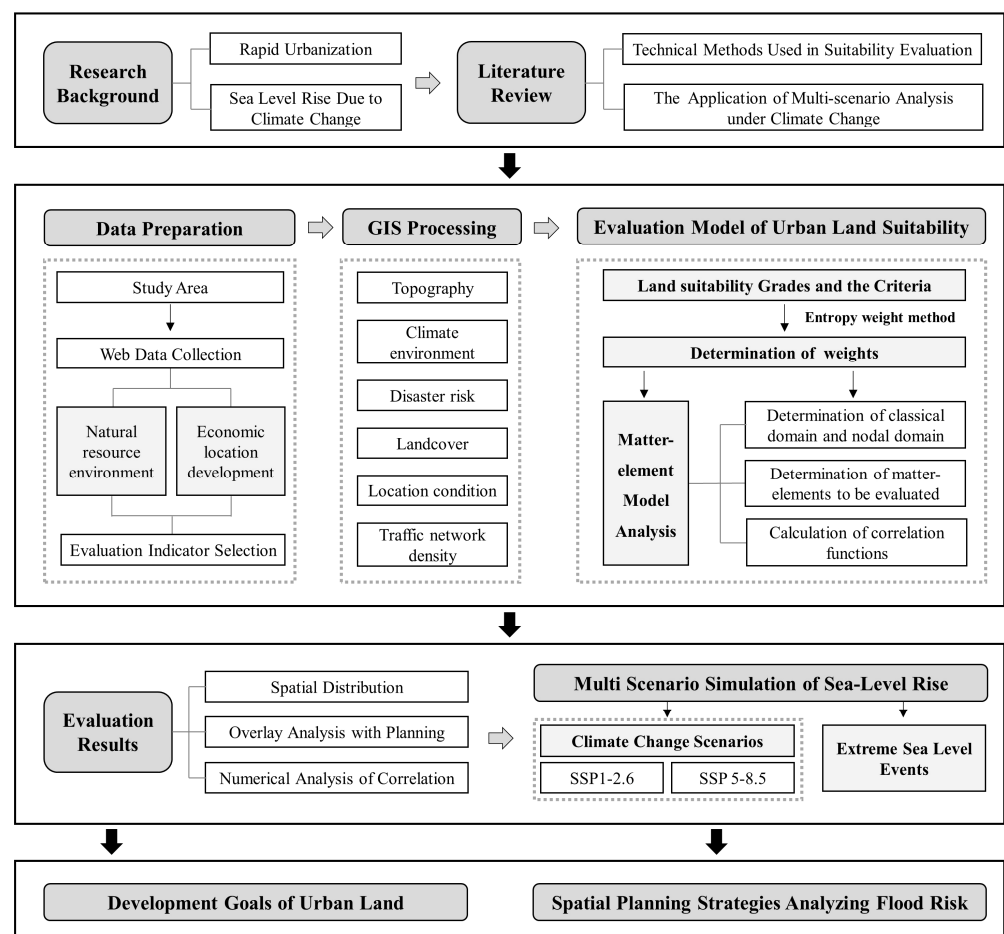 Research
Background
Rapid Urbanization
Sea Level Rise Due to
Climate Change
Literature
Review
Technical Methods Used in Suitability Evaluation
The Application of Multi-scenario Analysis
under Climate Change
Data Preparation
GIS Processing
Evaluation Model of Urban Land Suitability
Study Area
Web Data Collection
Natural
resource
environment
Economic
location
development
Evaluation Indicator Selection
Topography
Climate
environment
Disaster risk
Landcover
Location condition
Traffic network
density
Land suitability Grades and the Criteria
Entropy weight method
Determination of weights
Matter-
element
Model
Analysis
Determination of classical
domain and nodal domain
Determination of matter-
elements to be evaluated
Calculation of correlation
functions
Evaluation
Results
Spatial Distribution
Overlay Analysis with Planning
Numerical Analysis of Correlation
Multi Scenario Simulation of Sea-Level Rise
Climate Change Scenarios
SSP1-2.6
SSP 5-8.5
Extreme Sea Level
Events
Development Goals of Urban Land
Spatial Planning Strategies Analyzing Flood Risk